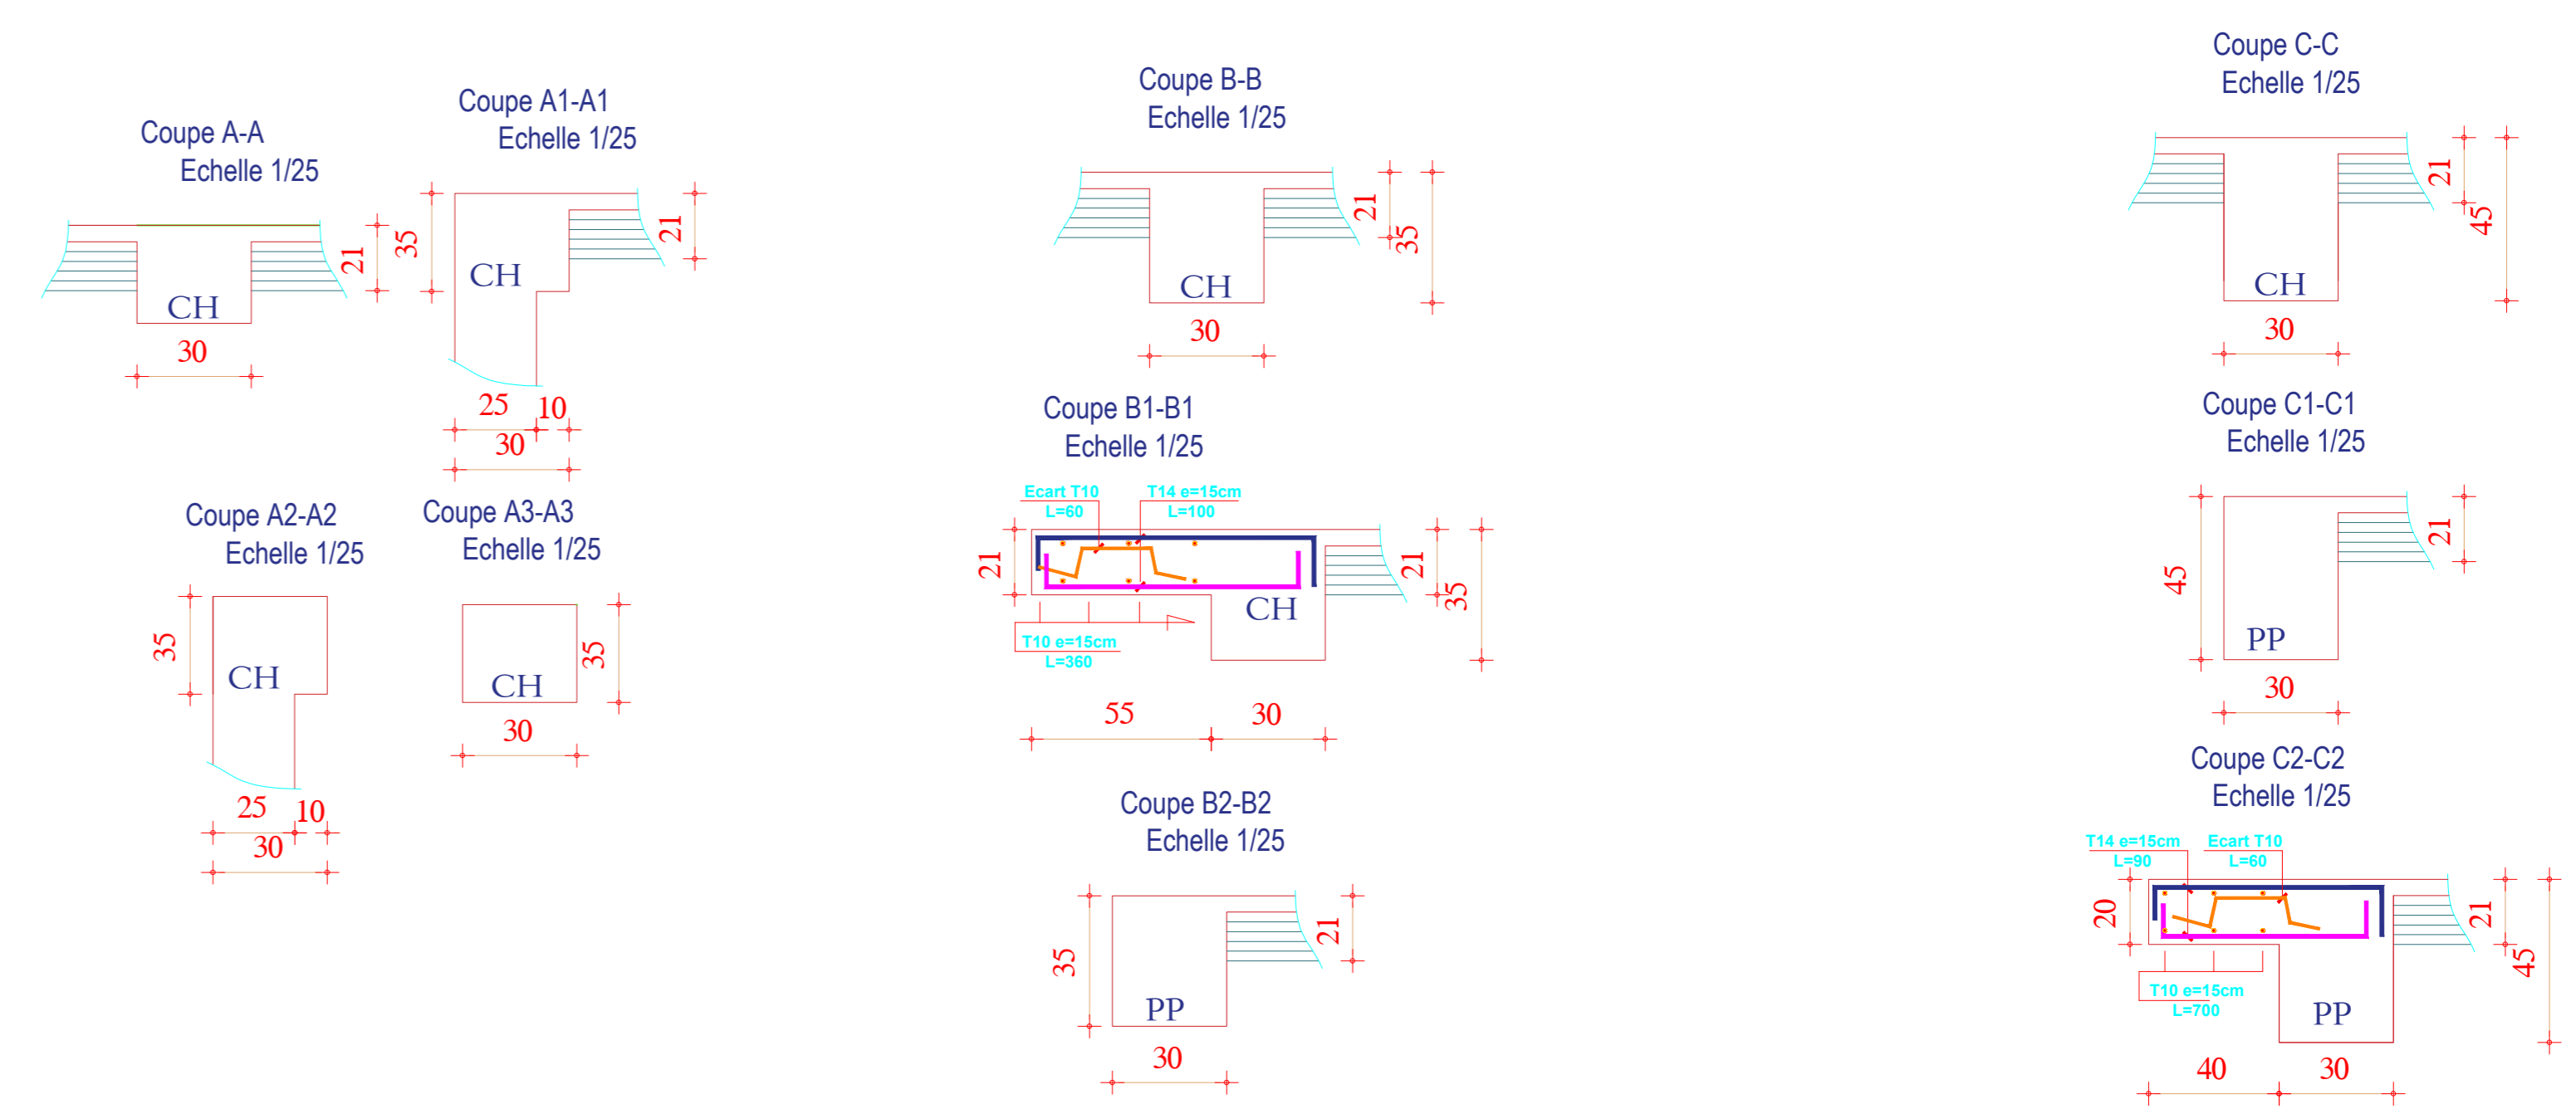 Coupe A-A
Echelle 1/25
21
CH
30
Coupe A1-A1
Echelle 1/25
35
21
CH
25 10
30
Coupe A2-A2
Echelle 1/25
35
CH
25 10
30
Coupe A3-A3
Echelle 1/25
35
CH
30
Coupe B-B
Echelle 1/25
21
35
CH
30
Coupe B1-B1
Echelle 1/25
Ecart T10
L=60
T14 e=15cm
L=100
21
21
35
CH
T10 e=15cm
L=360
55 30
Coupe B2-B2
Echelle 1/25
35
21
PP
30
Coupe C-C
Echelle 1/25
21
45
CH
30
Coupe C1-C1
Echelle 1/25
45
21
PP
30
Coupe C2-C2
Echelle 1/25
T14 e=15cm
L=90
Ecart T10
L=60
20
21
45
T10 e=15cm
L=700
PP
40 30